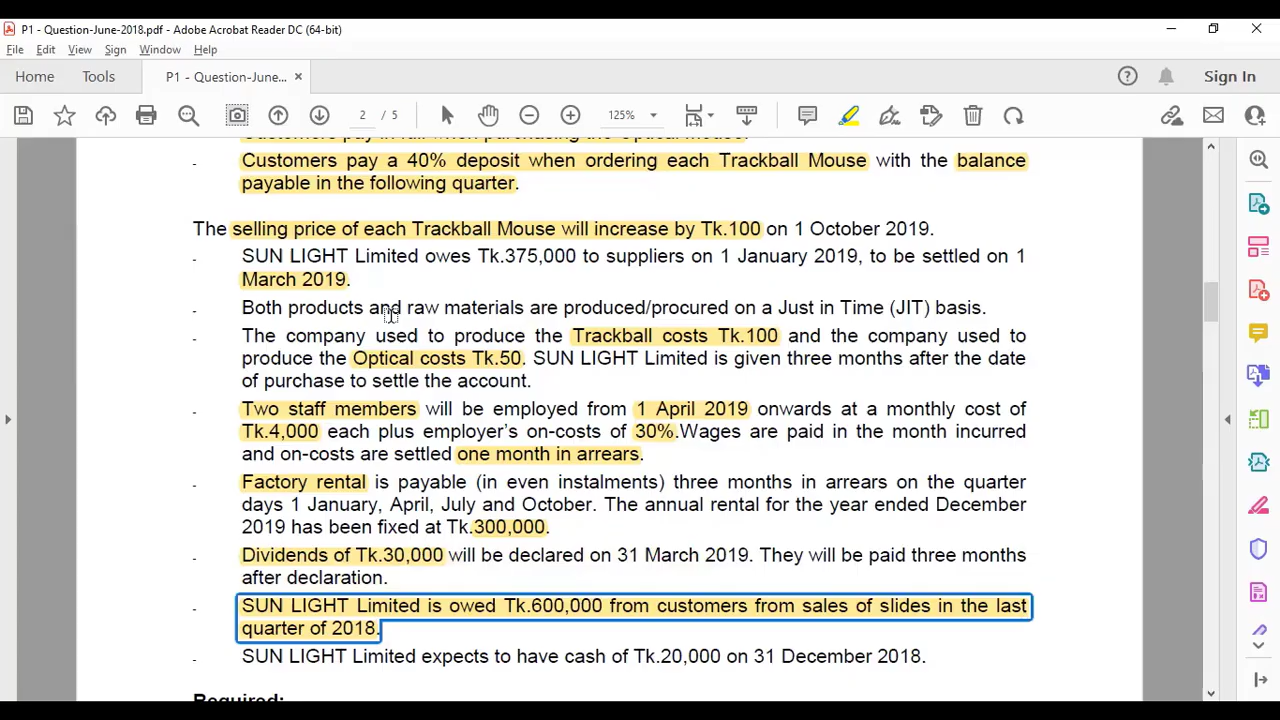 P1 - Question-June-2018.pdf - Adobe Acrobat Reader DC (64-bit)
File Edit View Sign Window Help
Home Tools P1 - Question-June... × Sign In
2 / 5 125%
Customers pay in full when purchasing the Optical Mouse.
- Customers pay a 40% deposit when ordering each Trackball Mouse with the balance
payable in the following quarter.
The selling price of each Trackball Mouse will increase by Tk.100 on 1 October 2019.
- SUN LIGHT Limited owes Tk.375,000 to suppliers on 1 January 2019, to be settled on 1
March 2019.
- Both products and raw materials are produced/procured on a Just in Time (JIT) basis.
- The company used to produce the Trackball costs Tk.100 and the company used to
produce the Optical costs Tk.50. SUN LIGHT Limited is given three months after the date
of purchase to settle the account.
- Two staff members will be employed from 1 April 2019 onwards at a monthly cost of
Tk.4,000 each plus employer's on-costs of 30%.Wages are paid in the month incurred
and on-costs are settled one month in arrears.
- Factory rental is payable (in even instalments) three months in arrears on the quarter
days 1 January, April, July and October. The annual rental for the year ended December
2019 has been fixed at Tk.300,000.
- Dividends of Tk.30,000 will be declared on 31 March 2019. They will be paid three months
after declaration.
- SUN LIGHT Limited is owed Tk.600,000 from customers from sales of slides in the last
quarter of 2018.
- SUN LIGHT Limited expects to have cash of Tk.20,000 on 31 December 2018.
Required: